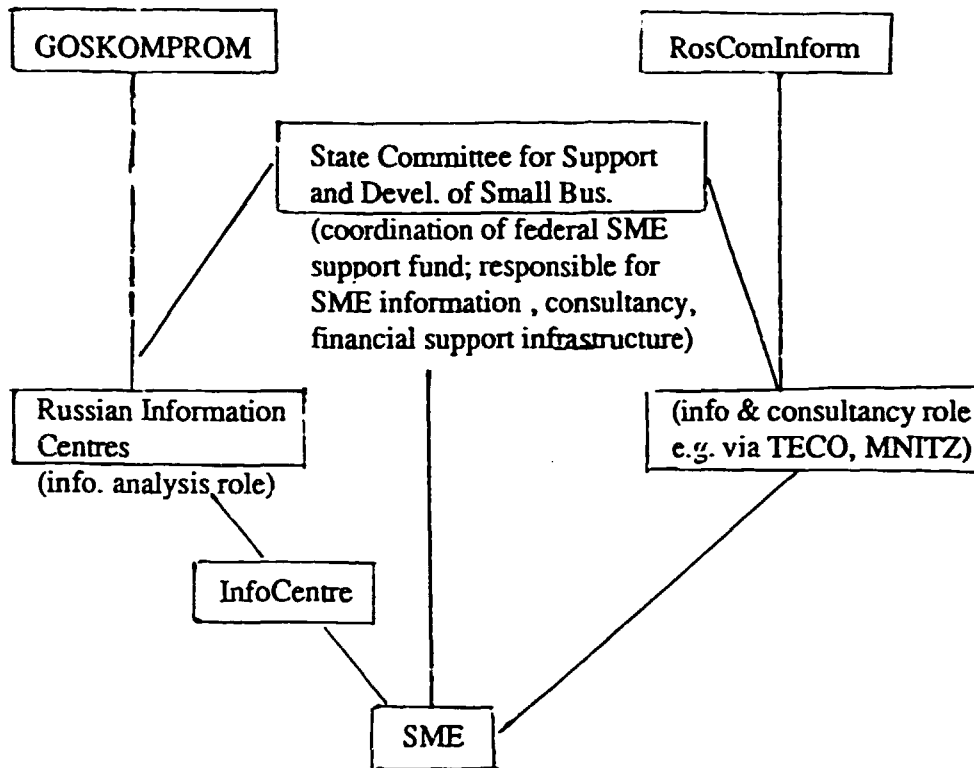 GOSKOMPROM
RosComInform
State Committee for Support
and Devel. of Small Bus.
(coordination of federal SME
support fund; responsible for
SME information , consultancy,
financial support infrastructure)
Russian Information
Centres
(info. analysis role)
(info & consultancy role
e.g. via TECO, MNITZ)
InfoCentre
SME